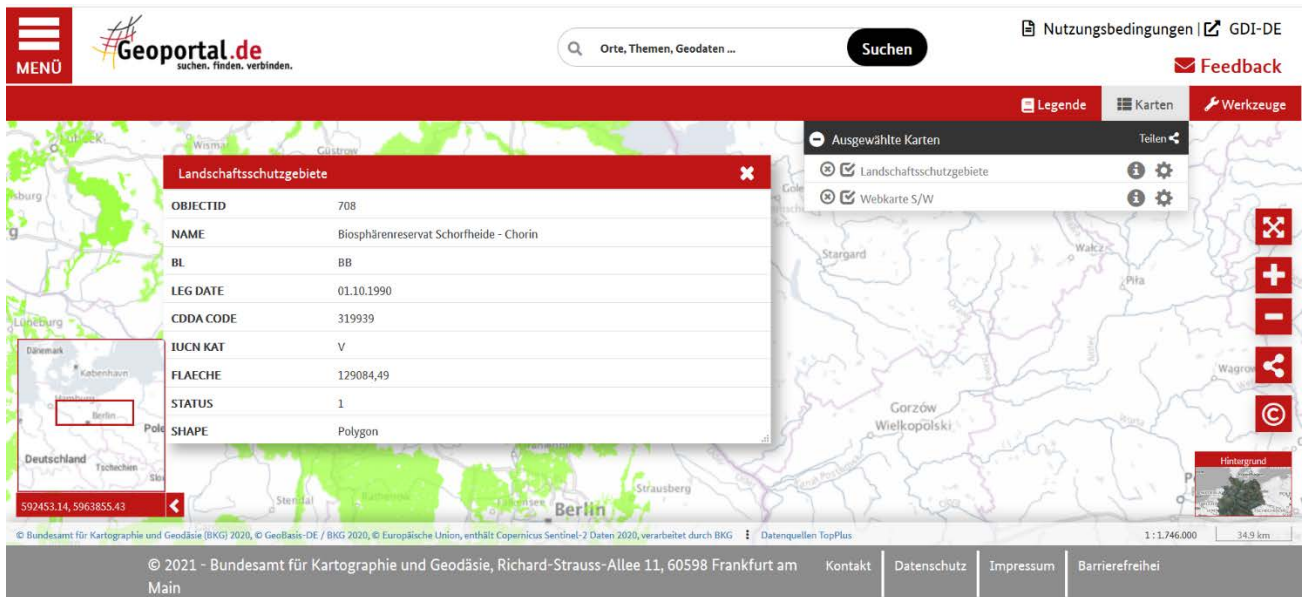 MENÜ
Geoportal.de
suchen. finden. verbinden.
Orte, Themen, Geodaten ...
Suchen
Nutzungsbedingungen | GDI-DE
Feedback
Legende
Karten
Werkzeuge
Ausgewählte Karten
Teilen
Landschaftsschutzgebiete
Webkarte S/W
Wismar
Güstrow
Landschaftsschutzgebiete
OBJECTID 708
NAME Biosphärenreservat Schorfheide - Chorin
BL BB
LEG DATE 01.10.1990
CDDA CODE 319939
IUCN KAT V
FLAECHE 129084,49
STATUS 1
SHAPE Polygon
Stargard
Wałcz
Piła
Lüneburg
Gorzów
Wielkopolski
Dänemark
København
Hamburg
Berlin
Deutschland
Tschechien
592453.14, 5963855.43
Stendal
Strausberg
Berlin
Hintergrund
© Bundesamt für Kartographie und Geodäsie (BKG) 2020, © GeoBasis-DE / BKG 2020, © Europäische Union, enthält Copernicus Sentinel-2 Daten 2020, verarbeitet durch BKG
Datenquellen TopPlus
1 : 1.746.000
34.9 km
© 2021 - Bundesamt für Kartographie und Geodäsie, Richard-Strauss-Allee 11, 60598 Frankfurt am
Main
Kontakt
Datenschutz
Impressum
Barrierefreihei